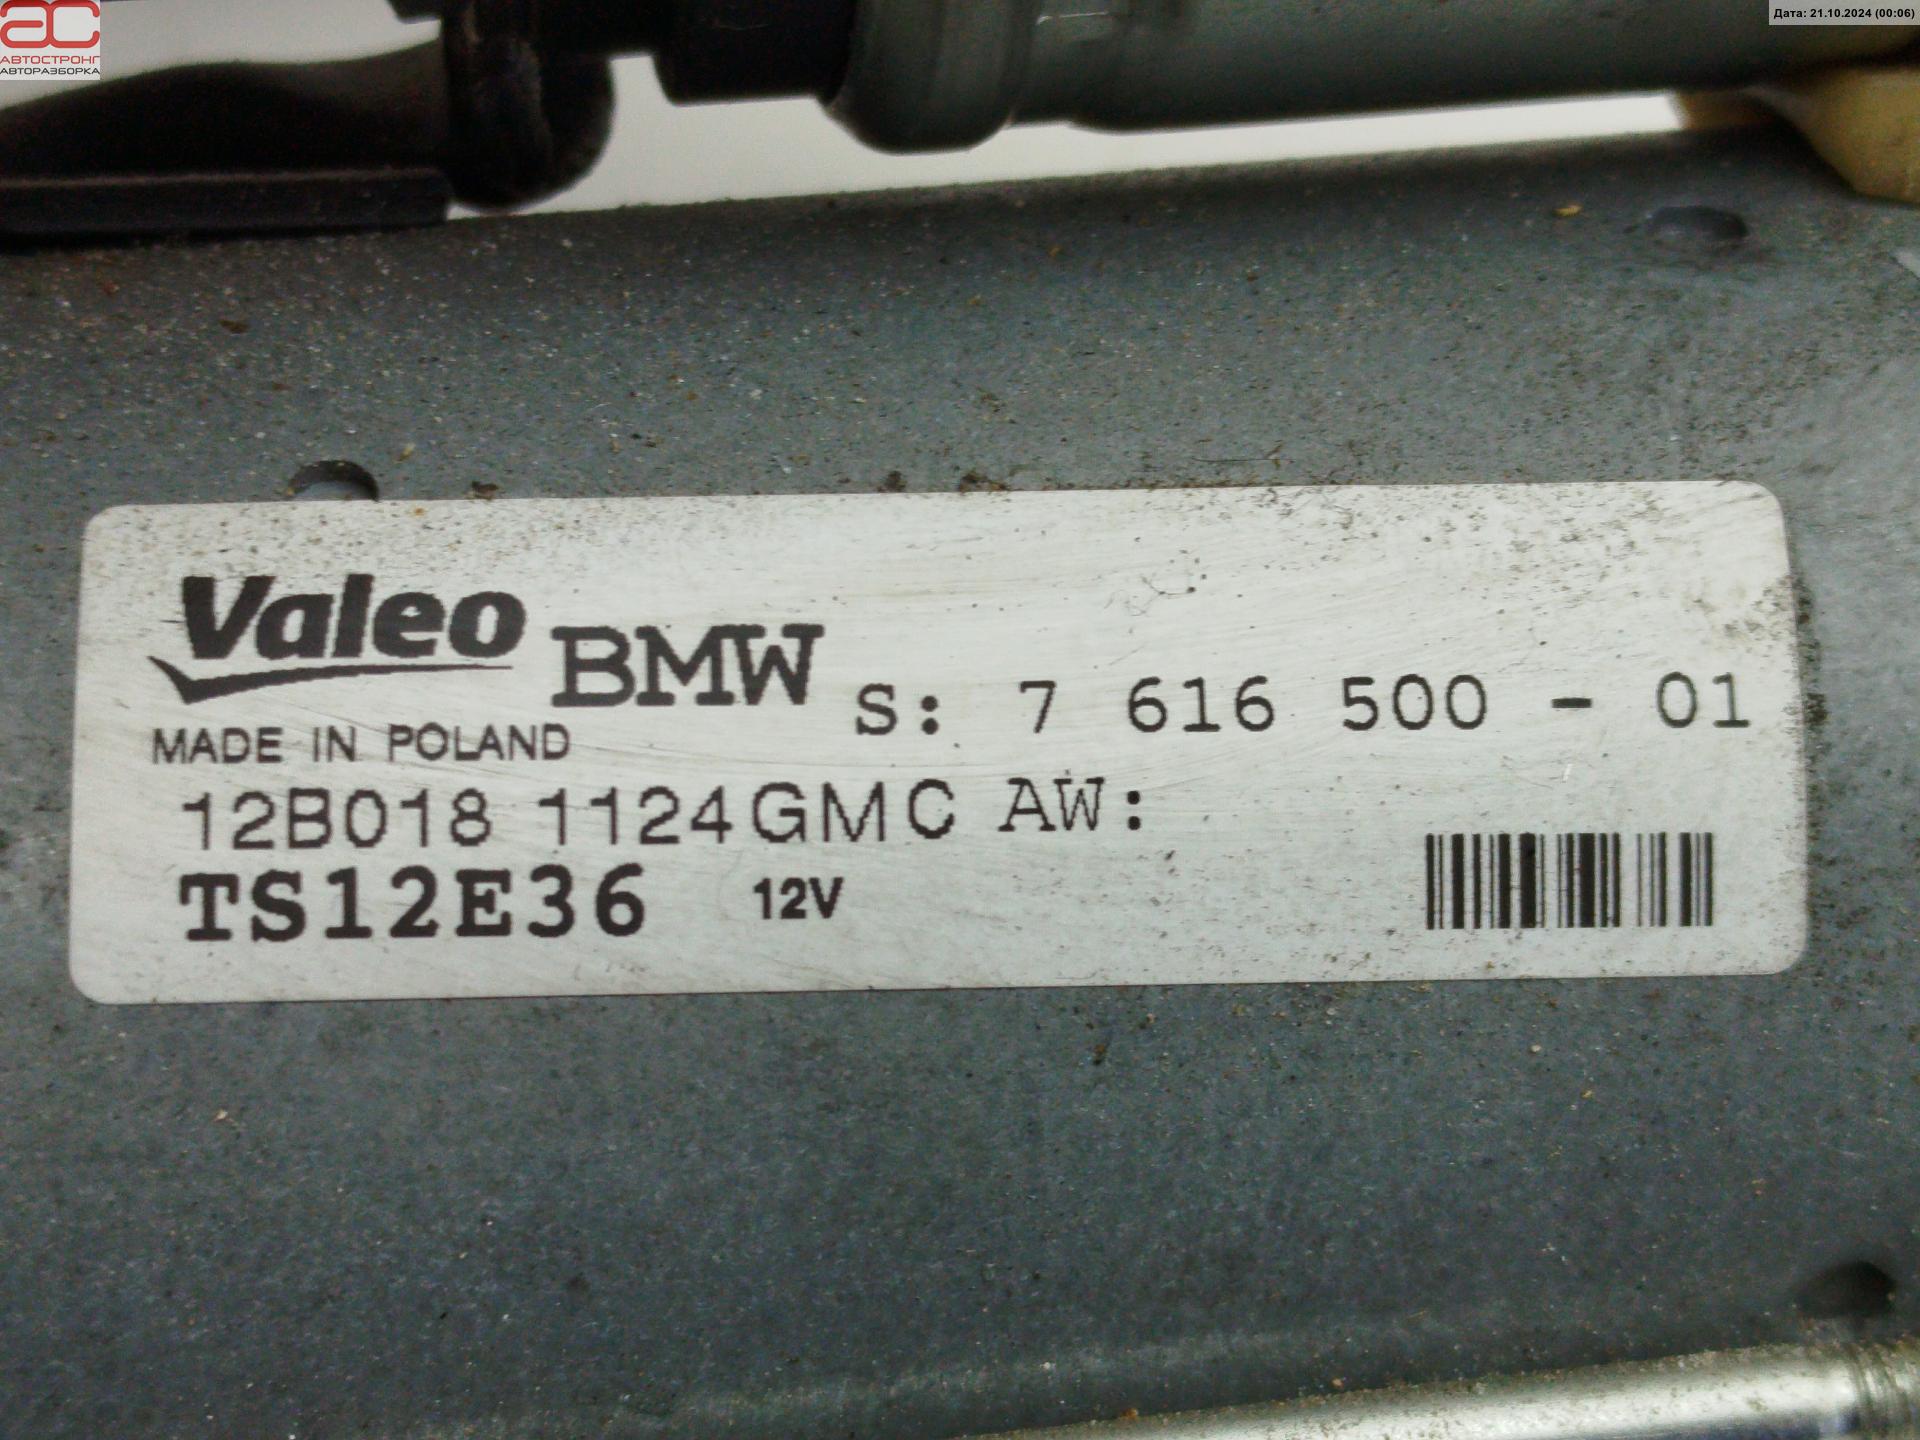 ac
АВТОСТРОНГ
АВТОРАЗБОРКА
Дата: 21.10.2024 (00:06)
Valeo BMW S: 7 616 500 - 01
MADE IN POLAND
12B018 1124GMC AW:
TS12E36 12V